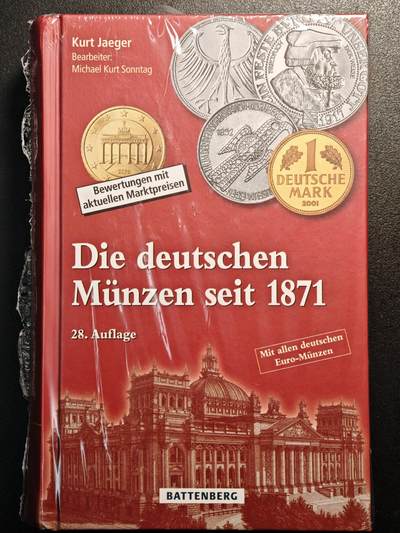 Kurt Jaeger
Bearbeiter:
Michael Kurt Sonntag
Bewertungen mit
aktuellen Marktpreisen
1
DEUTSCHE
MARK
2001
Die deutschen
Münzen seit 1871
28. Auflage
Mit allen deutschen
Euro-Münzen
BATTENBERG